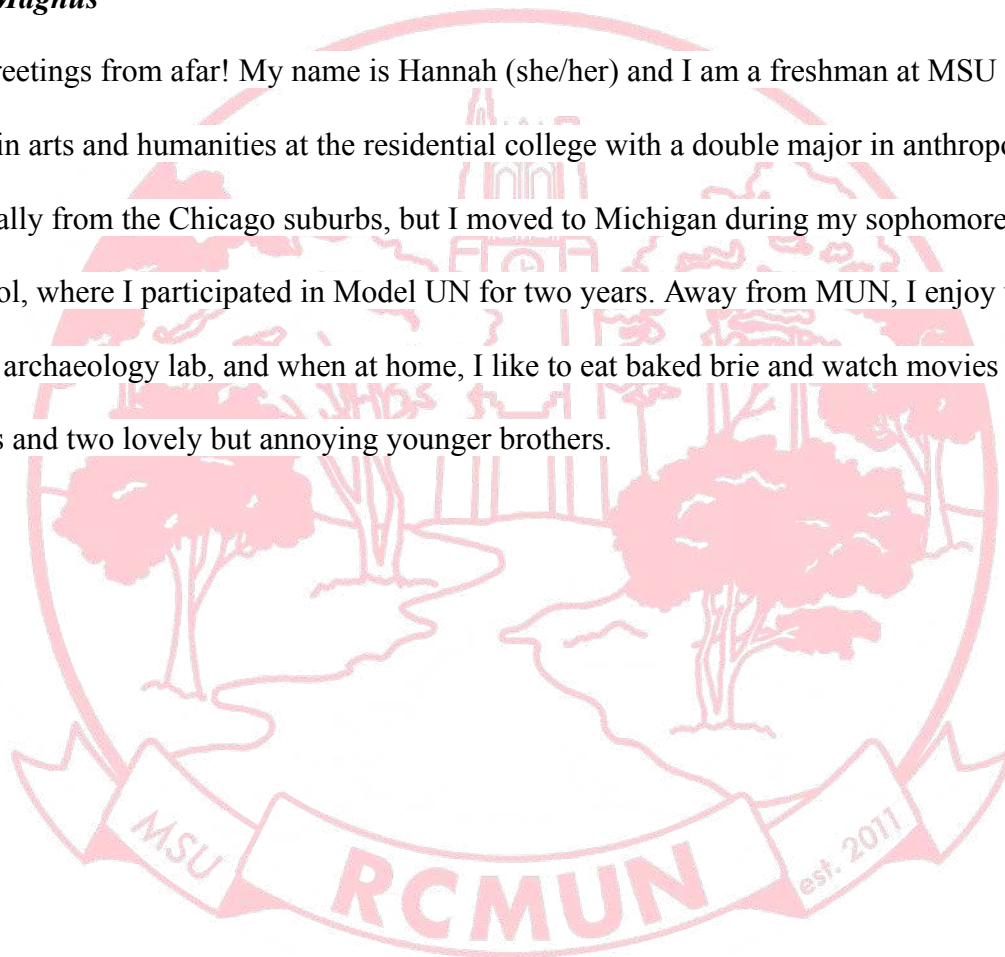 Magnus
reetings from afar! My name is Hannah (she/her) and I am a freshman at MSU
in arts and humanities at the residential college with a double major in anthropo
ally from the Chicago suburbs, but I moved to Michigan during my sophomore
ol, where I participated in Model UN for two years. Away from MUN, I enjoy
archaeology lab, and when at home, I like to eat baked brie and watch movies
s and two lovely but annoying younger brothers.
MSU
RCMUN
est. 2011